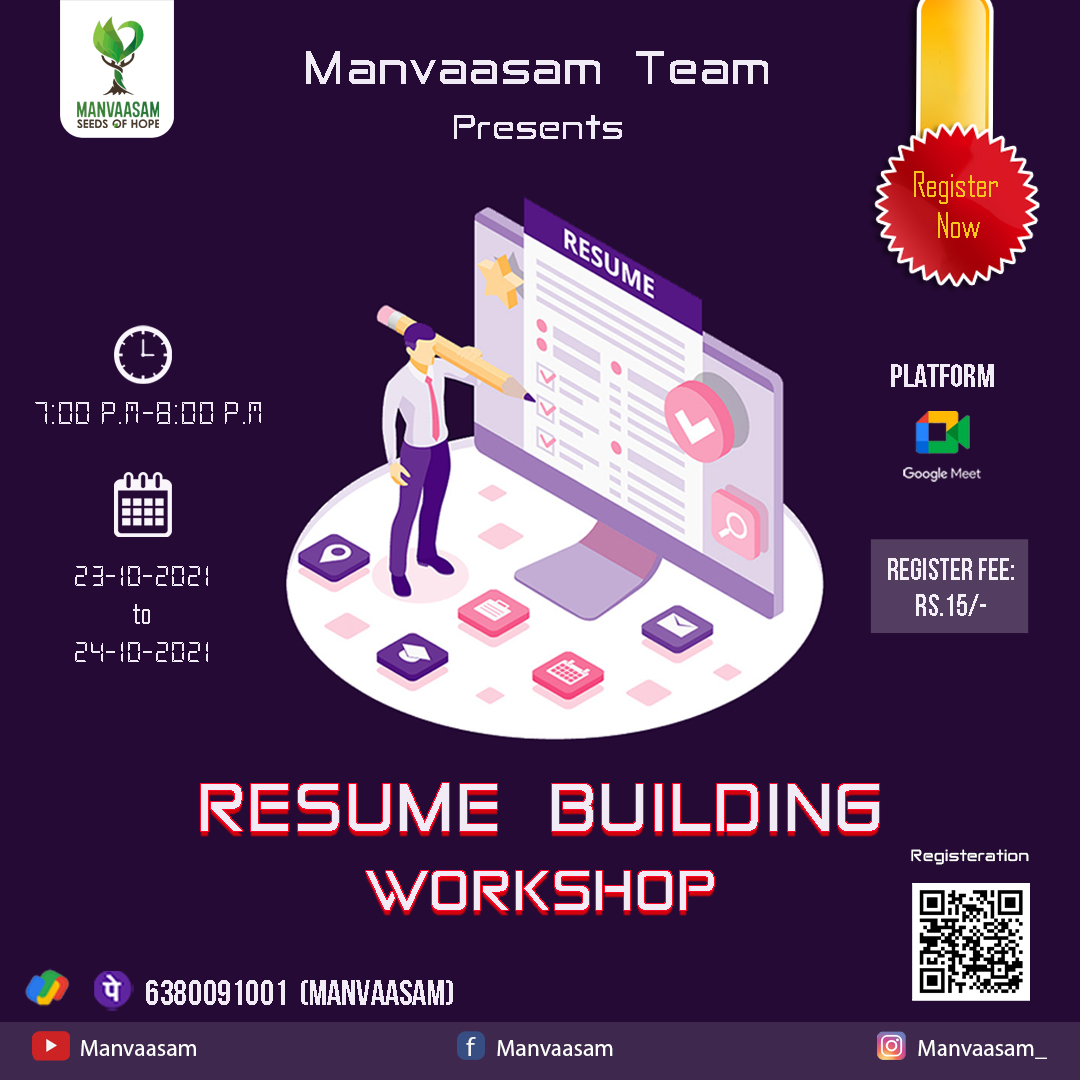 MANVAASAM
SEEDS OF HOPE
Manvaasam Team
Presents
Register
Now
RESUME
7:00 P.M-8:00 P.M
23-10-2021
to
24-10-2021
PLATFORM
Google Meet
REGISTER FEE:
RS.15/-
RESUME BUILDING
WORKSHOP
Registeration
पे 6380091001 (MANVAASAM)
Manvaasam
f Manvaasam
Manvaasam_